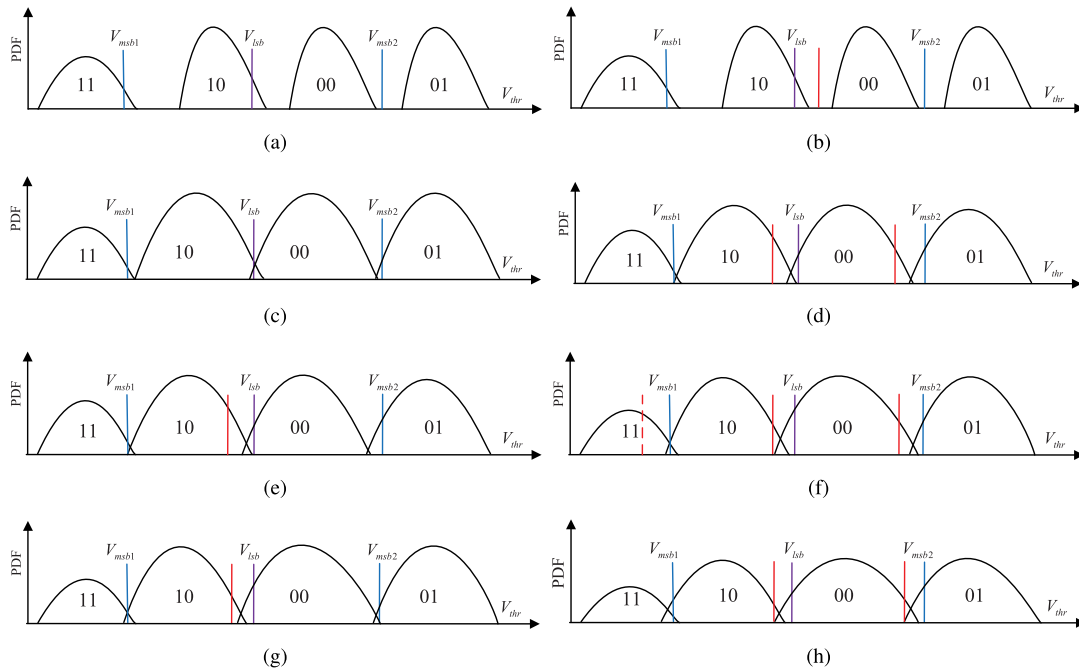 PDF
V_msb1 V_lsb V_msb2
11 10 00 01 V_thr
(a)
PDF
V_msb1 V_lsb V_msb2
11 10 00 01 V_thr
(b)
PDF
V_msb1 V_lsb V_msb2
11 10 00 01 V_thr
(c)
PDF
V_msb1 V_lsb V_msb2
11 10 00 01 V_thr
(d)
PDF
V_msb1 V_lsb V_msb2
11 10 00 01 V_thr
(e)
PDF
V_msb1 V_lsb V_msb2
11 10 00 01 V_thr
(f)
PDF
V_msb1 V_lsb V_msb2
11 10 00 01 V_thr
(g)
PDF
V_msb1 V_lsb V_msb2
11 10 00 01 V_thr
(h)